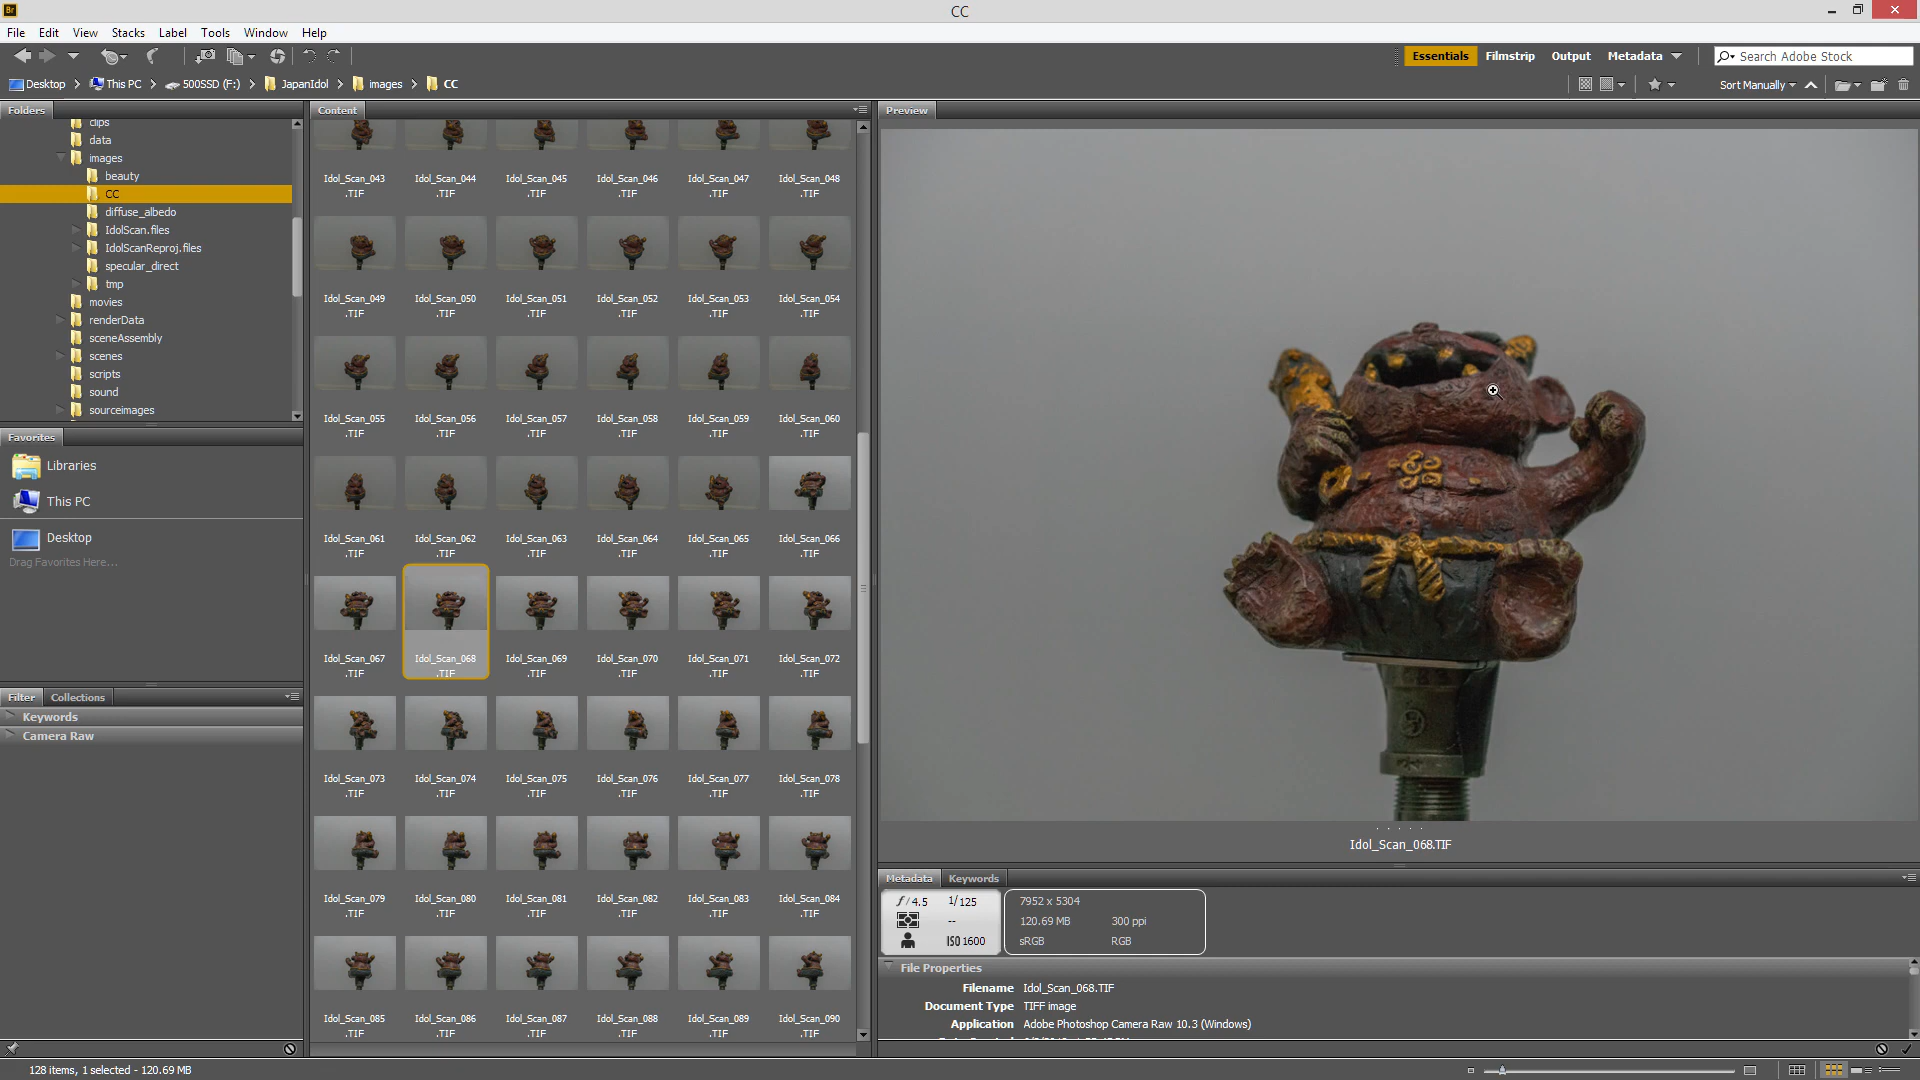 Br
CC
File Edit View Stacks Label Tools Window Help
Essentials Filmstrip Output Metadata Search Adobe Stock
Desktop This PC 500SSD (F:) JapanIdol images CC
Sort Manually
Folders
clips
data
images
beauty
CC
diffuse_albedo
IdolScan.files
IdolScanReproj.files
specular_direct
tmp
movies
renderData
sceneAssembly
scenes
scripts
sound
sourceimages
Favorites
Libraries
This PC
Desktop
Drag Favorites Here...
Filter Collections
Keywords
Camera Raw
Content
Idol_Scan_043 Idol_Scan_044 Idol_Scan_045 Idol_Scan_046 Idol_Scan_047 Idol_Scan_048
.TIF .TIF .TIF .TIF .TIF .TIF
Idol_Scan_049 Idol_Scan_050 Idol_Scan_051 Idol_Scan_052 Idol_Scan_053 Idol_Scan_054
.TIF .TIF .TIF .TIF .TIF .TIF
Idol_Scan_055 Idol_Scan_056 Idol_Scan_057 Idol_Scan_058 Idol_Scan_059 Idol_Scan_060
.TIF .TIF .TIF .TIF .TIF .TIF
Idol_Scan_061 Idol_Scan_062 Idol_Scan_063 Idol_Scan_064 Idol_Scan_065 Idol_Scan_066
.TIF .TIF .TIF .TIF .TIF .TIF
Idol_Scan_067 Idol_Scan_068 Idol_Scan_069 Idol_Scan_070 Idol_Scan_071 Idol_Scan_072
.TIF .TIF .TIF .TIF .TIF .TIF
Idol_Scan_073 Idol_Scan_074 Idol_Scan_075 Idol_Scan_076 Idol_Scan_077 Idol_Scan_078
.TIF .TIF .TIF .TIF .TIF .TIF
Idol_Scan_079 Idol_Scan_080 Idol_Scan_081 Idol_Scan_082 Idol_Scan_083 Idol_Scan_084
.TIF .TIF .TIF .TIF .TIF .TIF
Idol_Scan_085 Idol_Scan_086 Idol_Scan_087 Idol_Scan_088 Idol_Scan_089 Idol_Scan_090
.TIF .TIF .TIF .TIF .TIF .TIF
Preview
Idol_Scan_068.TIF
Metadata Keywords
f/4.5 1/125
--
ISO 1600
7952 x 5304
120.69 MB 300 ppi
sRGB RGB
File Properties
Filename Idol_Scan_068.TIF
Document Type TIFF image
Application Adobe Photoshop Camera Raw 10.3 (Windows)
128 items, 1 selected - 120.69 MB